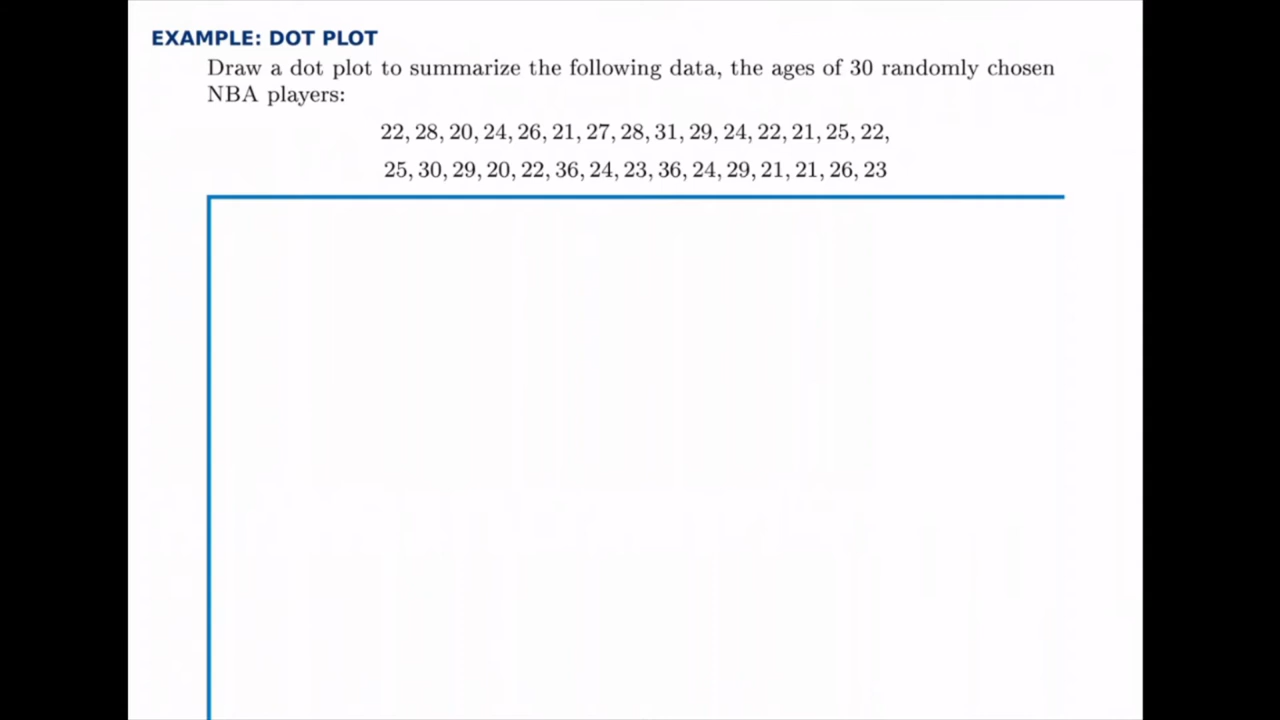 EXAMPLE: DOT PLOT
Draw a dot plot to summarize the following data, the ages of 30 randomly chosen
NBA players:
22, 28, 20, 24, 26, 21, 27, 28, 31, 29, 24, 22, 21, 25, 22,
25, 30, 29, 20, 22, 36, 24, 23, 36, 24, 29, 21, 21, 26, 23